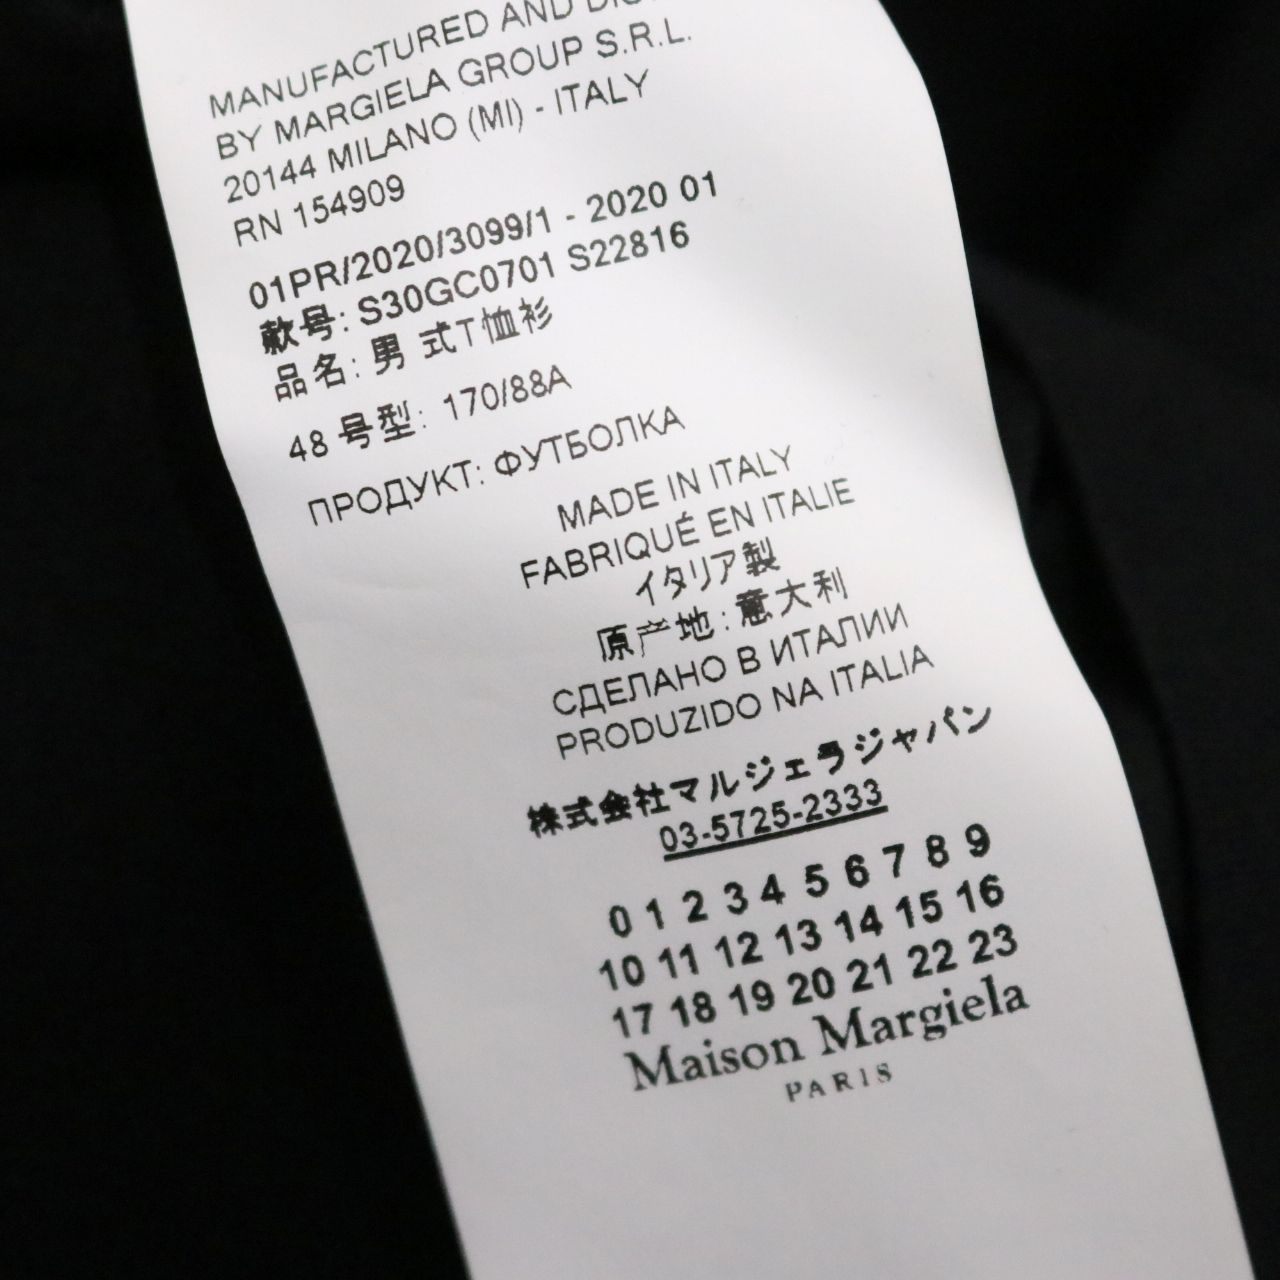 MANUFACTURED AND
BY MARGIELA GROUP S.R.L.
20144 MILANO (MI) - ITALY
RN 154909
01PR/2020/3099/1 - 2020 01
款号: S30GC0701 S22816
品名: 男 式T恤衫
48 号型: 170/88A
ПРОДУКТ: ФУТБОЛКА
MADE IN ITALY
FABRIQUÉ EN ITALIE
イタリア製
原产地: 意大利
СДЕЛАНО В ИТАЛИИ
PRODUZIDO NA ITALIA
株式会社マルジェラジャパン
03-5725-2333
0 1 2 3 4 5 6 7 8 9
10 11 12 13 14 15 16
17 18 19 20 21 22 23
Maison Margiela
PARIS